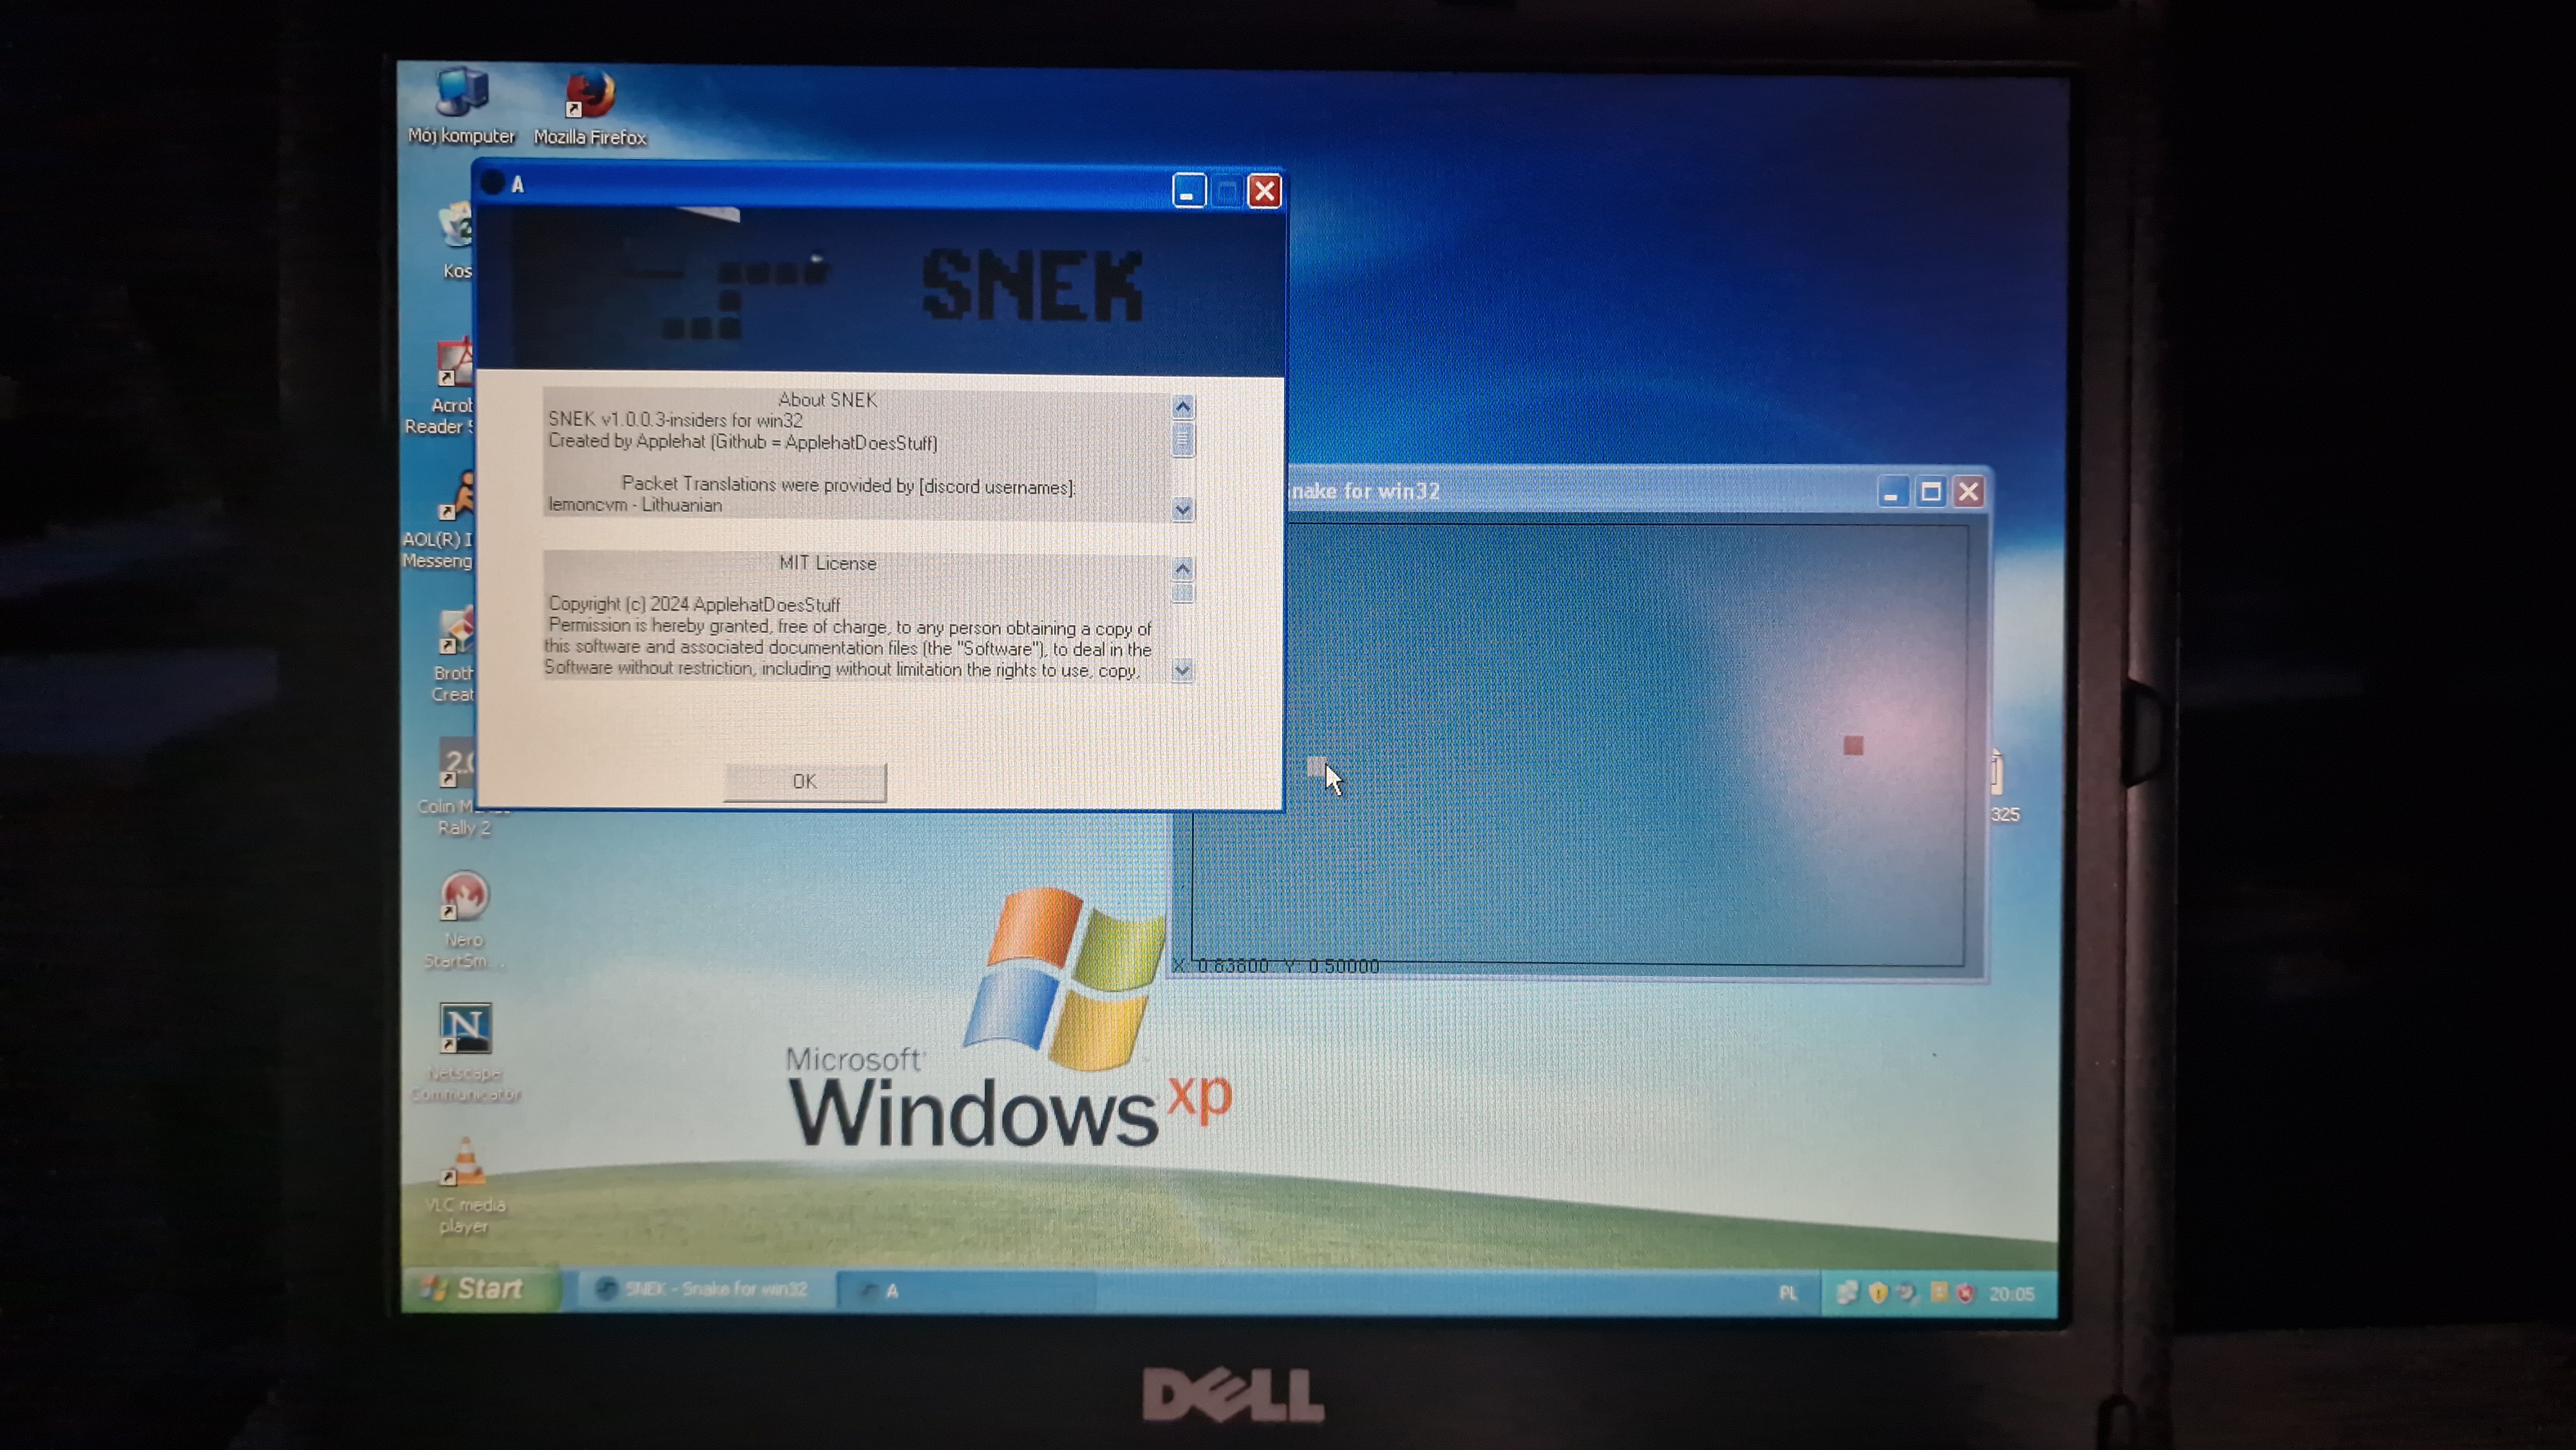 Mój komputer
Mozilla Firefox
A
Kos
SNEK
Acrob
Reader 5
AOL(R) I
Messeng
Broth
Creat
2.0
Colin M
Rally 2
About SNEK
SNEK v1.0.0.3-insiders for win32
Created by Applehat (Github = ApplehatDoesStuff)
Packet Translations were provided by [discord usernames]:
lemoncvm - Lithuanian
MIT License
Copyright (c) 2024 ApplehatDoesStuff
Permission is hereby granted, free of charge, to any person obtaining a copy of
this software and associated documentation files (the "Software"), to deal in the
Software without restriction, including without limitation the rights to use, copy,
OK
nake for win32
X: 0.83800 Y: 0.50000
325
Nero
StartSm...
N
Netscape
Communicator
VLC media
player
Microsoft
Windows xp
Start
SNEK - Snake for win32
A
PL
20:05
DELL